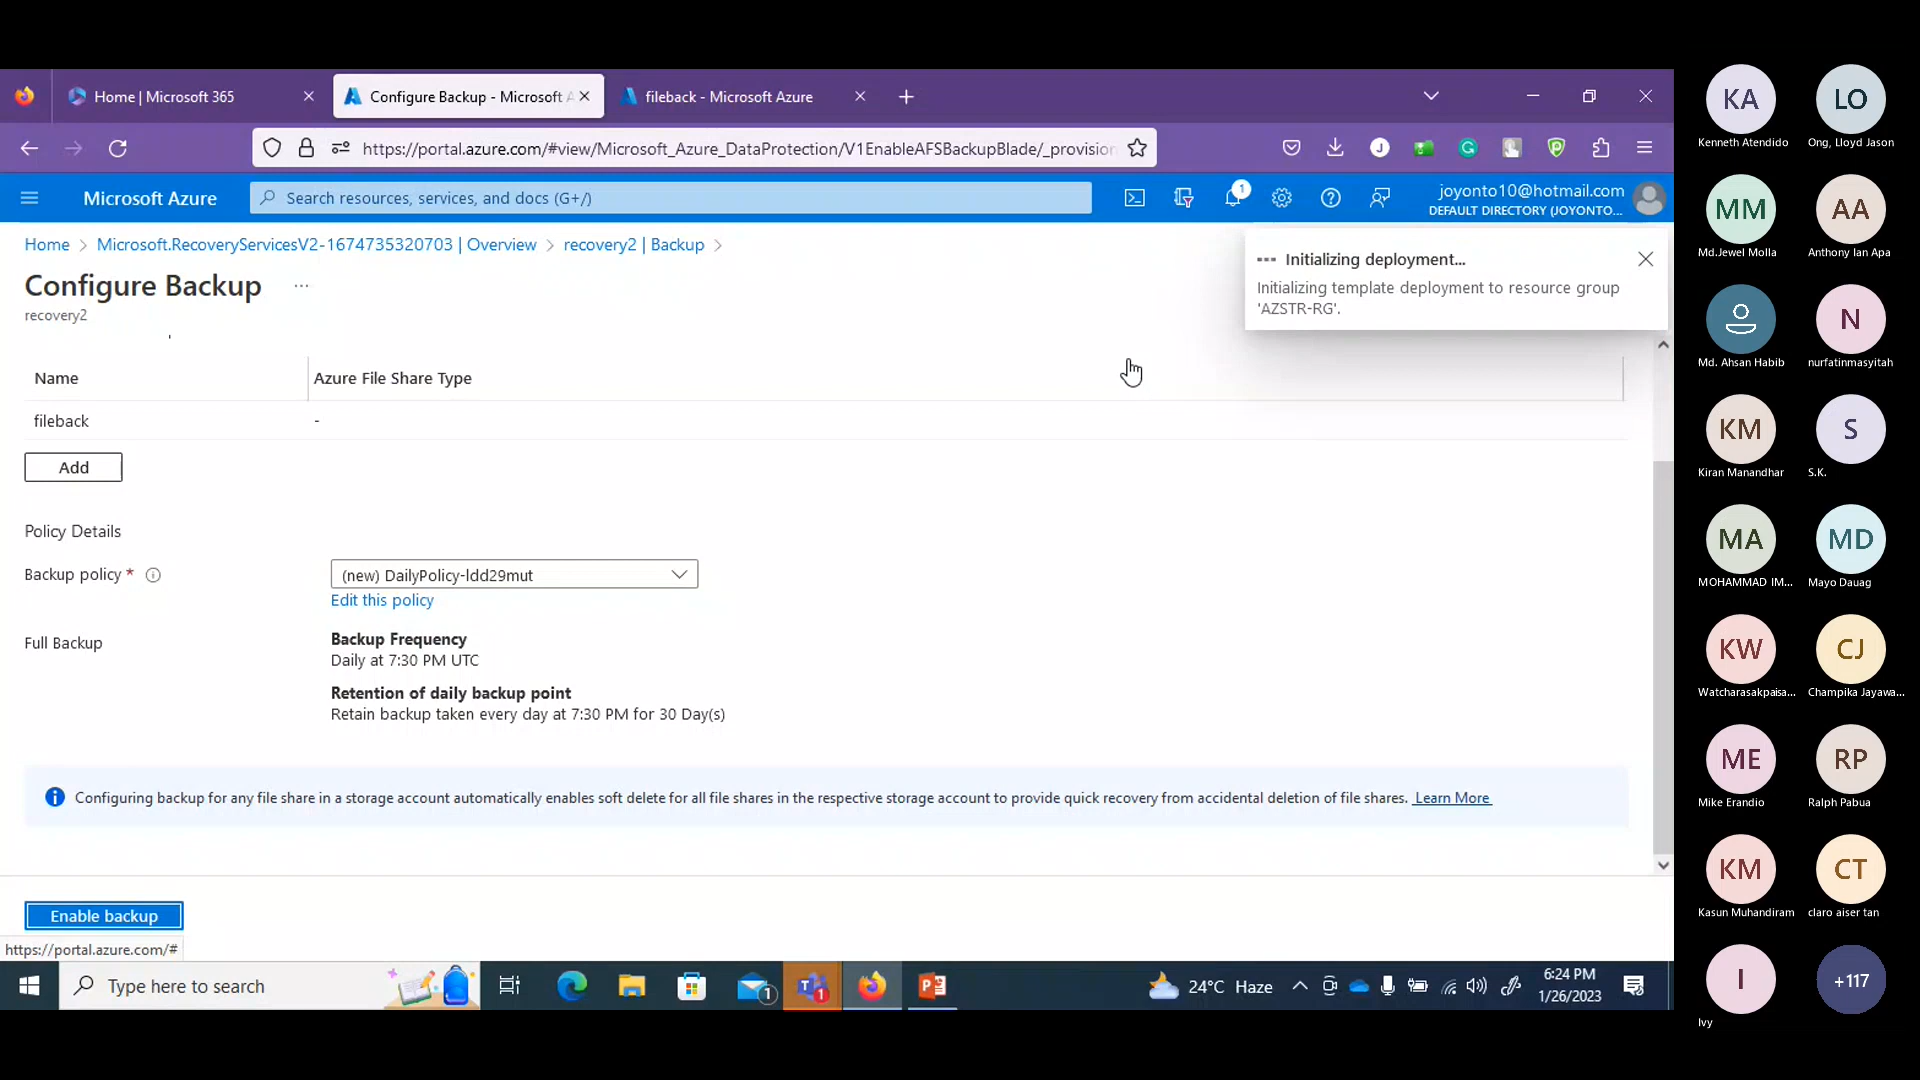 Home | Microsoft 365
Configure Backup - Microsoft A
fileback - Microsoft Azure
https://portal.azure.com/#view/Microsoft_Azure_DataProtection/V1EnableAFSBackupBlade/_provision
Microsoft Azure
Search resources, services, and docs (G+/)
1
joyonto10@hotmail.com
DEFAULT DIRECTORY (JOYONTO...
Home > Microsoft.RecoveryServicesV2-1674735320703 | Overview > recovery2 | Backup >
Configure Backup ...
recovery2
Initializing deployment...
Initializing template deployment to resource group
'AZSTR-RG'.
Name Azure File Share Type
fileback -
Add
Policy Details
Backup policy *
(new) DailyPolicy-ldd29mut
Edit this policy
Full Backup
Backup Frequency
Daily at 7:30 PM UTC
Retention of daily backup point
Retain backup taken every day at 7:30 PM for 30 Day(s)
Configuring backup for any file share in a storage account automatically enables soft delete for all file shares in the respective storage account to provide quick recovery from accidental deletion of file shares. Learn More
Enable backup
https://portal.azure.com/#
Type here to search
1
1
24°C Haze
6:24 PM
1/26/2023
KA LO
Kenneth Atendido Ong, Lloyd Jason
MM AA
Md.Jewel Molla Anthony Ian Apa
N
Md. Ahsan Habib nurfatinmasyitah
KM S
Kiran Manandhar S.K.
MA MD
MOHAMMAD IM... Mayo Dauag
KW CJ
Watcharasakpaisa... Champika Jayawa...
ME RP
Mike Erandio Ralph Pabua
KM CT
Kasun Muhandiram claro aiser tan
I +117
Ivy